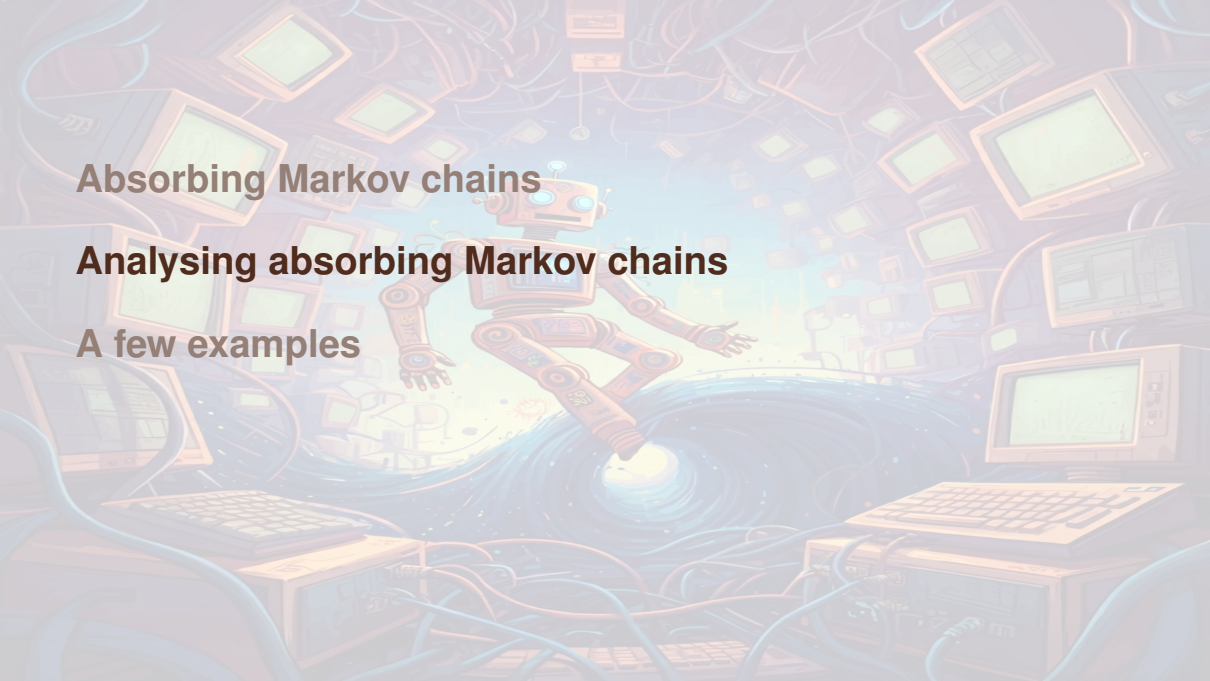 Absorbing Markov chains
Analysing absorbing Markov chains
A few examples